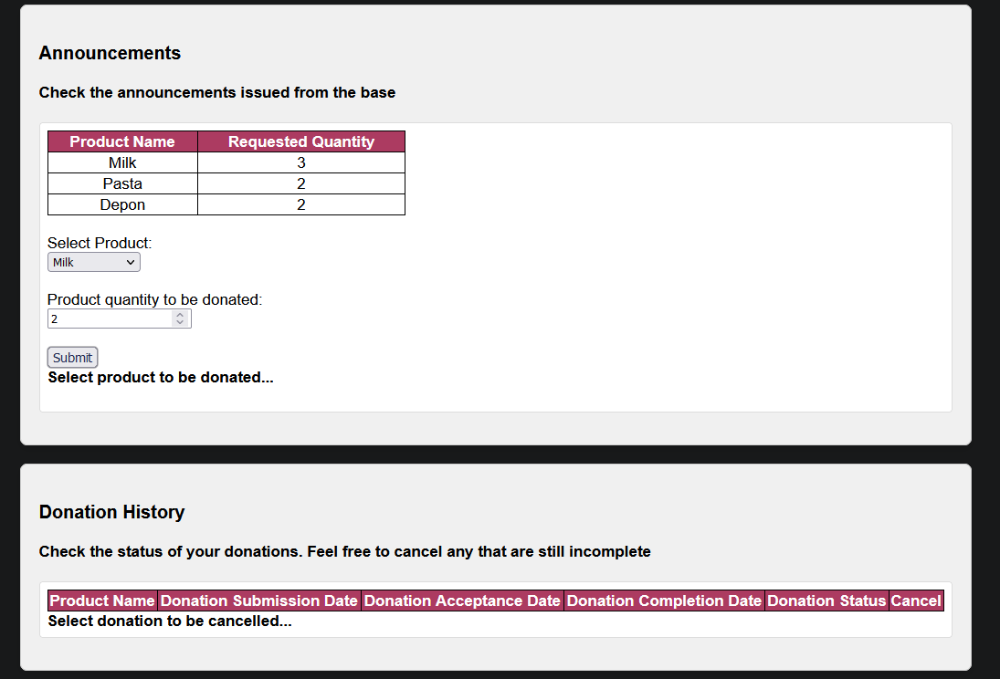 Announcements
Check the announcements issued from the base
Product Name Requested Quantity
Milk 3
Pasta 2
Depon 2
Select Product:
Milk
Product quantity to be donated:
2
Submit
Select product to be donated...
Donation History
Check the status of your donations. Feel free to cancel any that are still incomplete
Product Name Donation Submission Date Donation Acceptance Date Donation Completion Date Donation Status Cancel
Select donation to be cancelled...